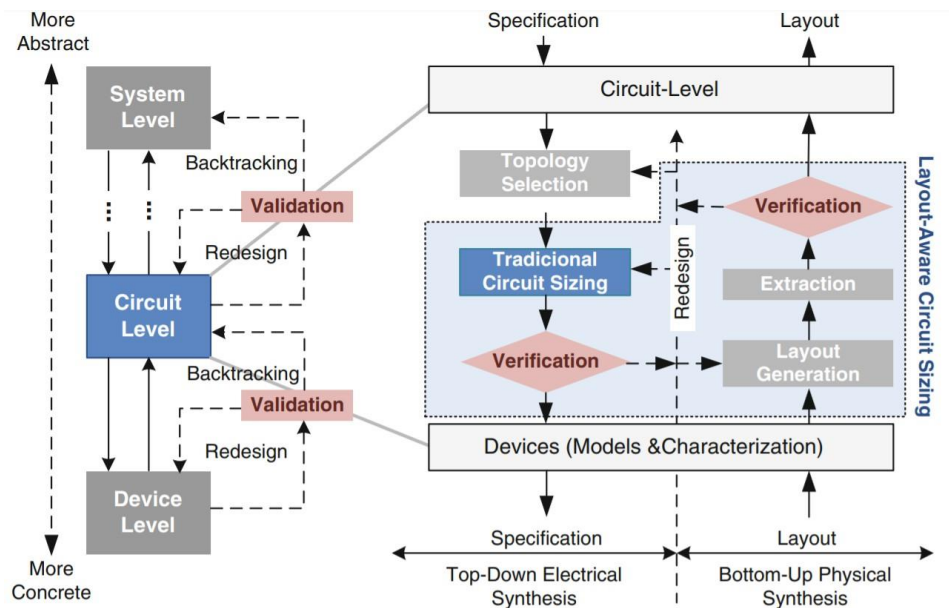 More
Abstract
System
Level
Backtracking
Validation
Redesign
Circuit
Level
Backtracking
Validation
Redesign
Device
Level
More
Concrete
Specification
Layout
Circuit-Level
Topology
Selection
Verification
Tradicional
Circuit Sizing
Redesign
Extraction
Verification
Layout
Generation
Layout-Aware Circuit Sizing
Devices (Models &Characterization)
Specification
Layout
Top-Down Electrical
Synthesis
Bottom-Up Physical
Synthesis